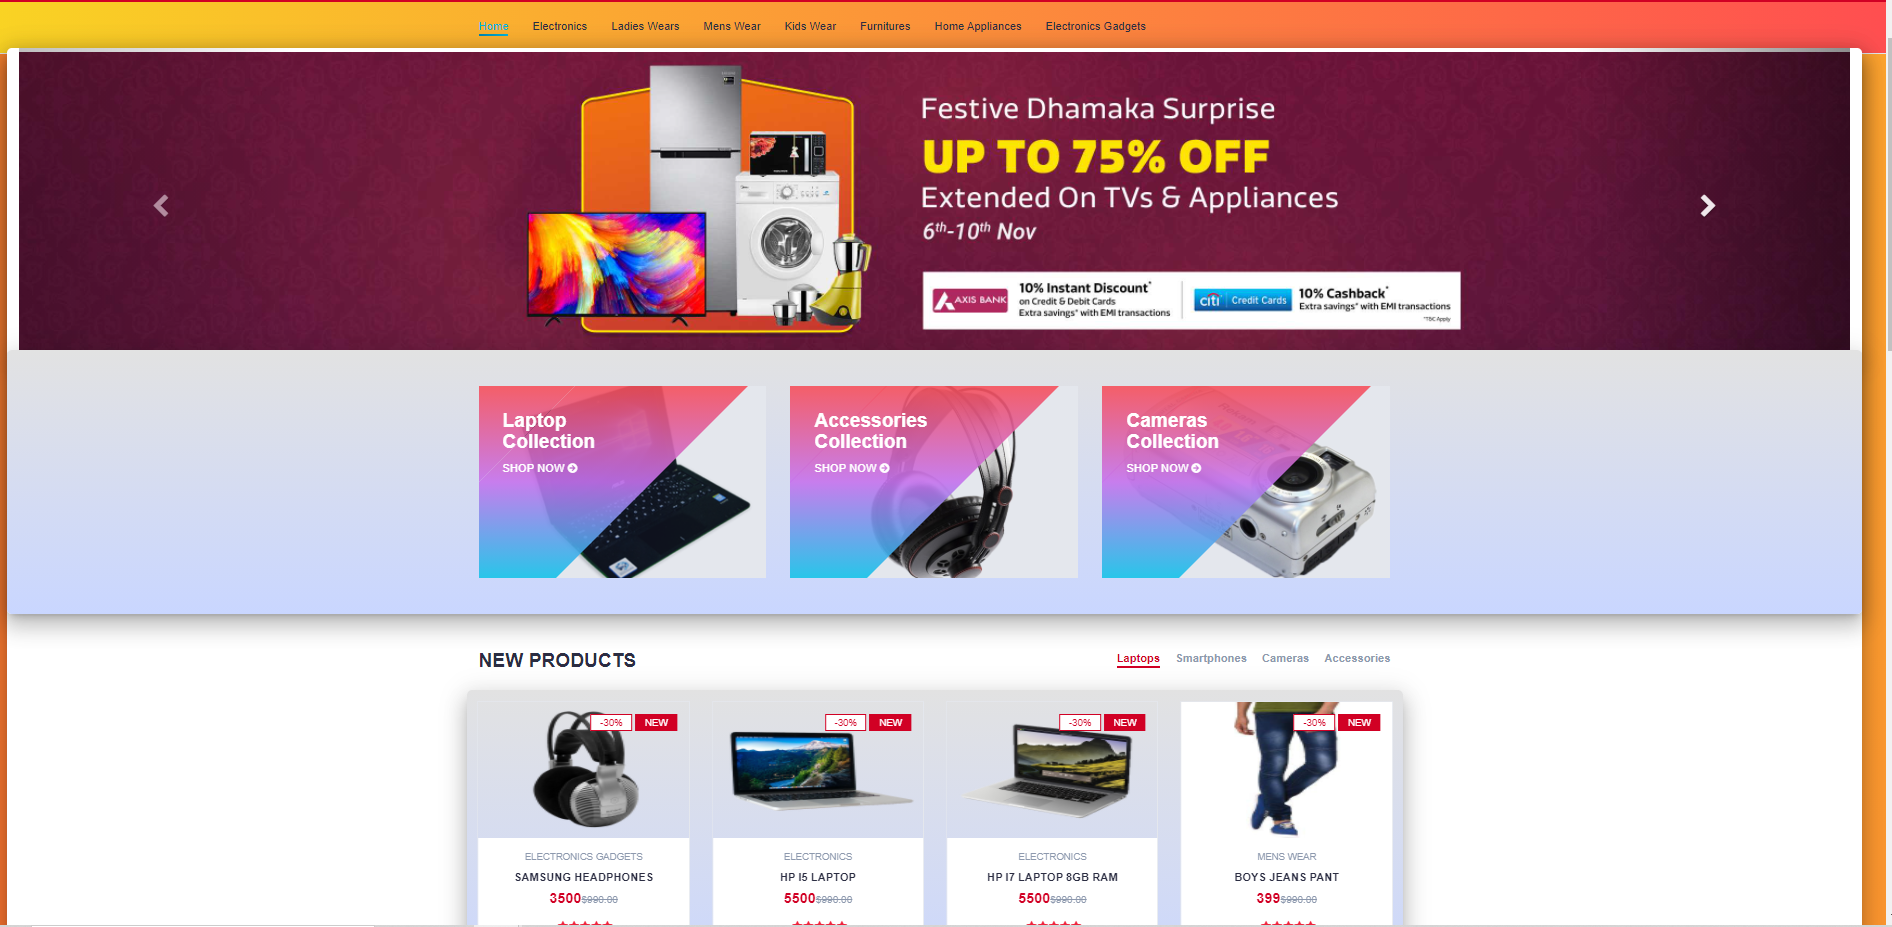 Home Electronics Ladies Wears Mens Wear Kids Wear Furnitures Home Appliances Electronics Gadgets
Festive Dhamaka Surprise
UP TO 75% OFF
Extended On TVs & Appliances
6th-10th Nov
AXIS BANK
10% Instant Discount*
on Credit & Debit Cards
Extra savings* with EMI transactions
citi Credit Cards
10% Cashback*
Extra savings* with EMI transactions
*T&C Apply
Laptop
Collection
SHOP NOW
Accessories
Collection
SHOP NOW
Cameras
Collection
SHOP NOW
NEW PRODUCTS
Laptops Smartphones Cameras Accessories
-30% NEW
ELECTRONICS GADGETS
SAMSUNG HEADPHONES
3500 $990.00
-30% NEW
ELECTRONICS
HP I5 LAPTOP
5500 $990.00
-30% NEW
ELECTRONICS
HP I7 LAPTOP 8GB RAM
5500 $990.00
-30% NEW
MENS WEAR
BOYS JEANS PANT
399 $990.00